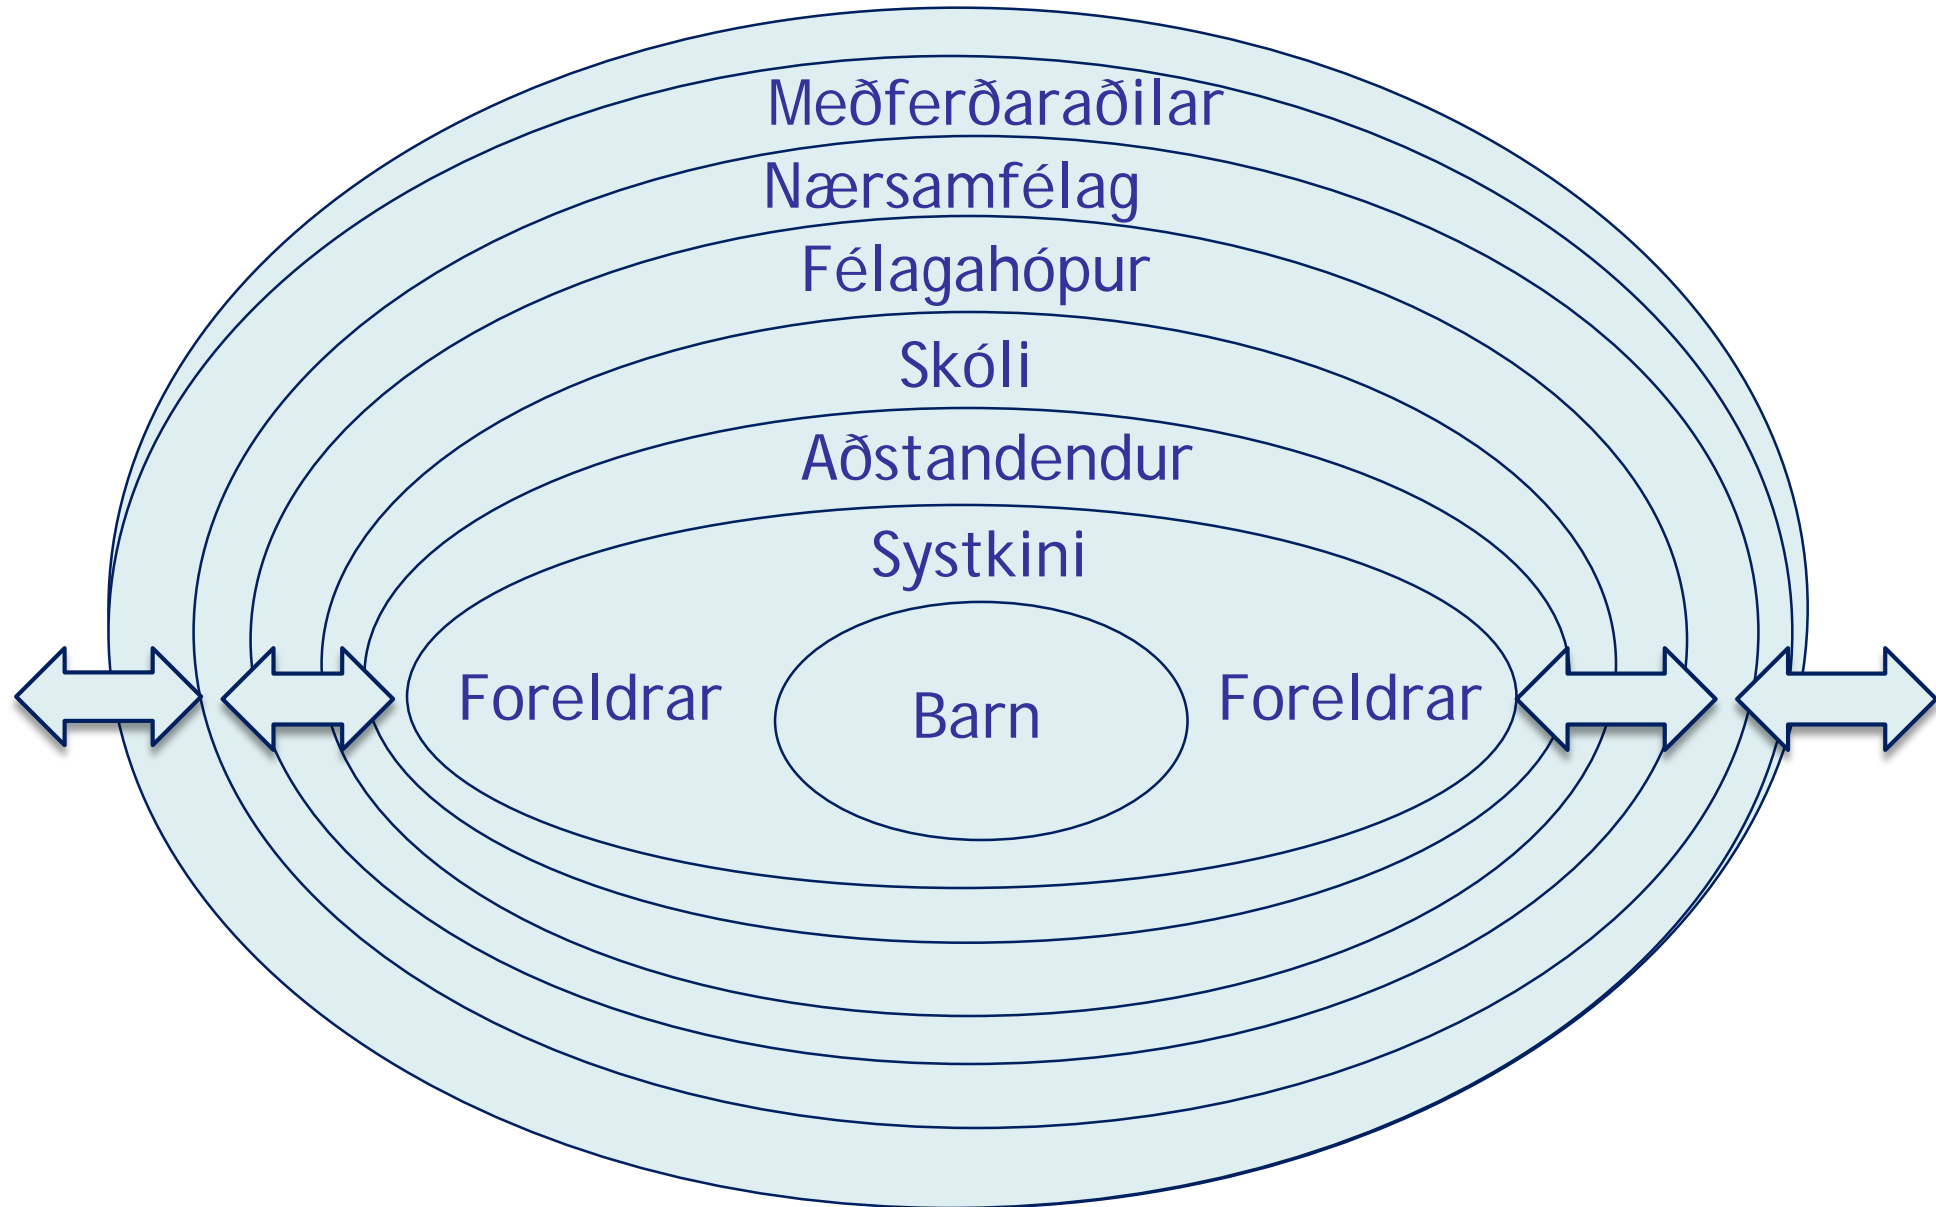 Meðferðaraðilar
Nærsamfélag
Félagahópur
Skóli
Aðstandendur
Systkini
Foreldrar
Barn
Foreldrar